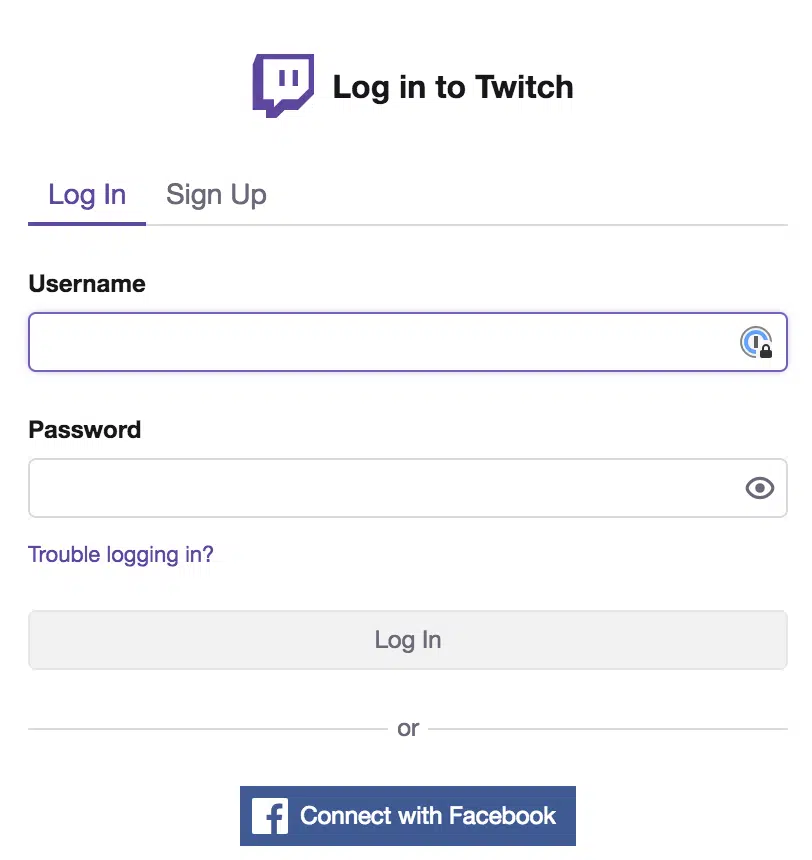 Log in to Twitch
Log In Sign Up
Username
Password
Trouble logging in?
Log In
or
Connect with Facebook